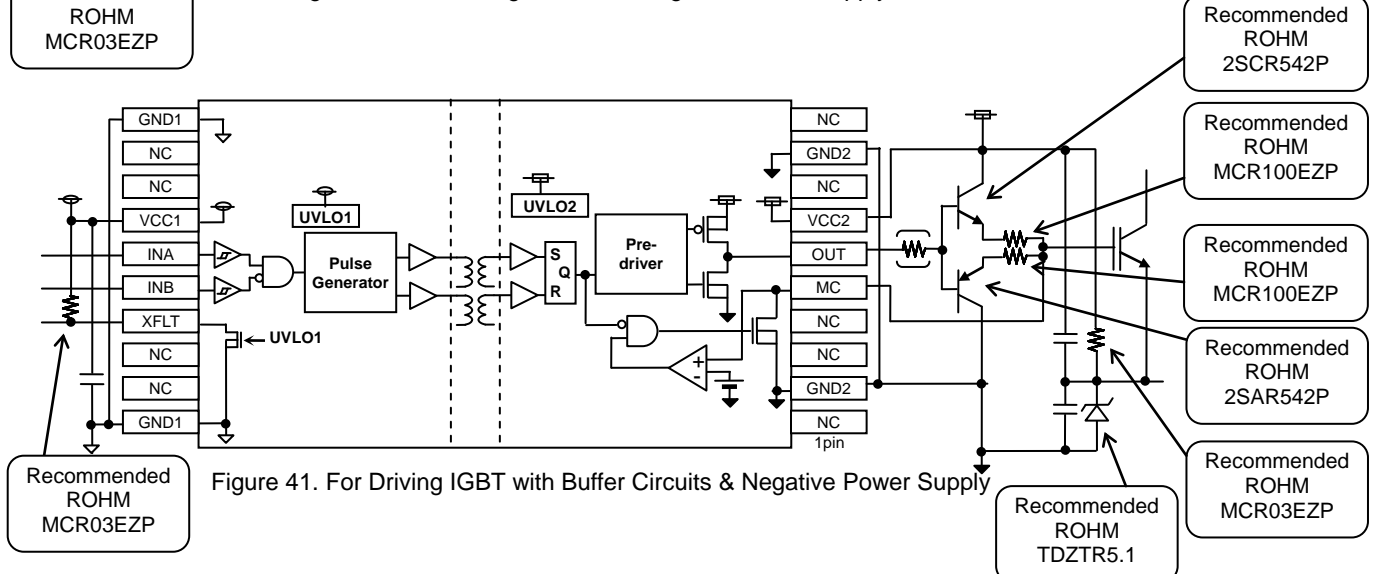 ROHM
MCR03EZP
Recommended
ROHM
2SCR542P
Recommended
ROHM
MCR100EZP
Recommended
ROHM
MCR100EZP
Recommended
ROHM
2SAR542P
Recommended
ROHM
MCR03EZP
GND1
NC
NC
VCC1
INA
INB
XFLT
NC
NC
GND1
UVLO1
UVLO2
Pulse
Generator
S
Q
R
Pre-
driver
UVLO1
+
-
NC
GND2
NC
VCC2
OUT
MC
NC
NC
GND2
NC
1pin
Recommended
ROHM
MCR03EZP
Figure 41. For Driving IGBT with Buffer Circuits & Negative Power Supply
Recommended
ROHM
TDZTR5.1